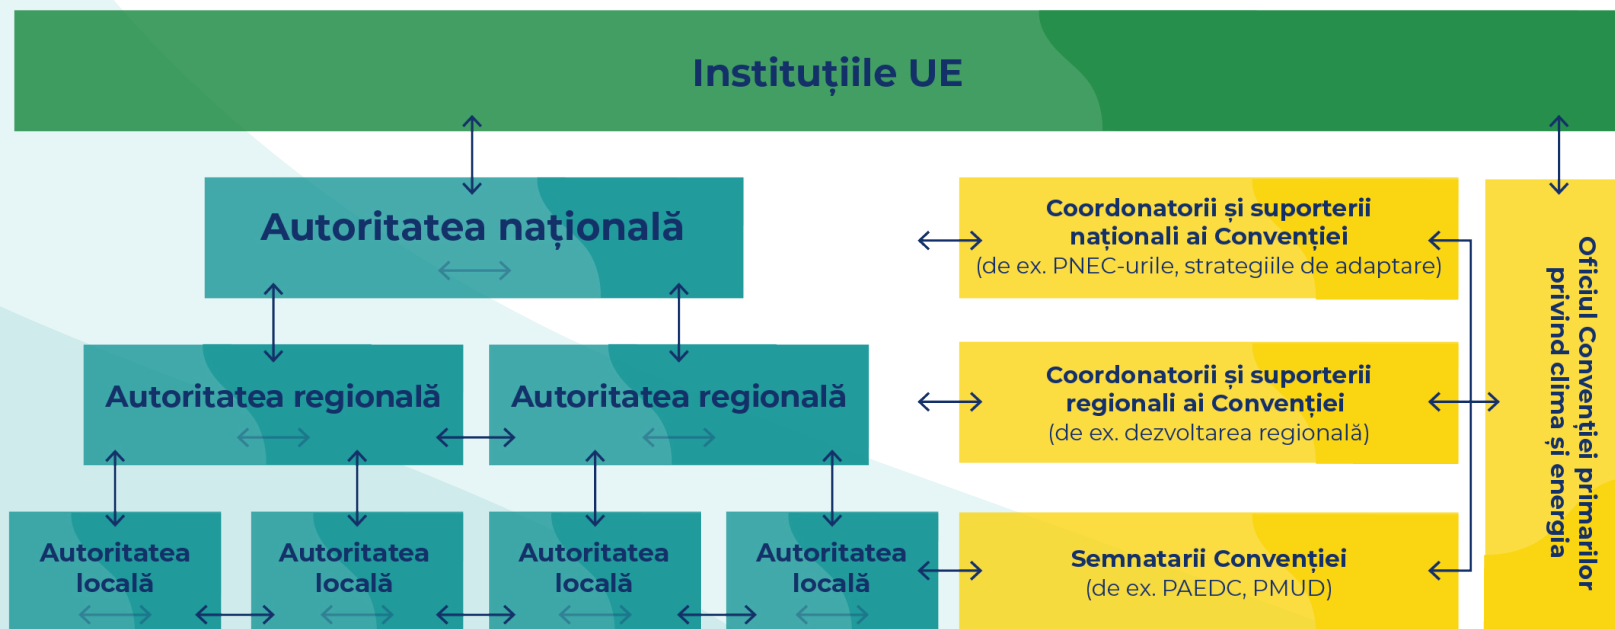 Instituțiile UE
Autoritatea națională
Coordonatorii și suporterii
naționali ai Convenției
(de ex. PNEC-urile, strategiile de adaptare)
Autoritatea regională
Autoritatea regională
Coordonatorii și suporterii
regionali ai Convenției
(de ex. dezvoltarea regională)
Autoritatea
locală
Autoritatea
locală
Autoritatea
locală
Autoritatea
locală
Semnatarii Convenției
(de ex. PAEDC, PMUD)
Oficiul Convenției primarilor
privind clima și energia